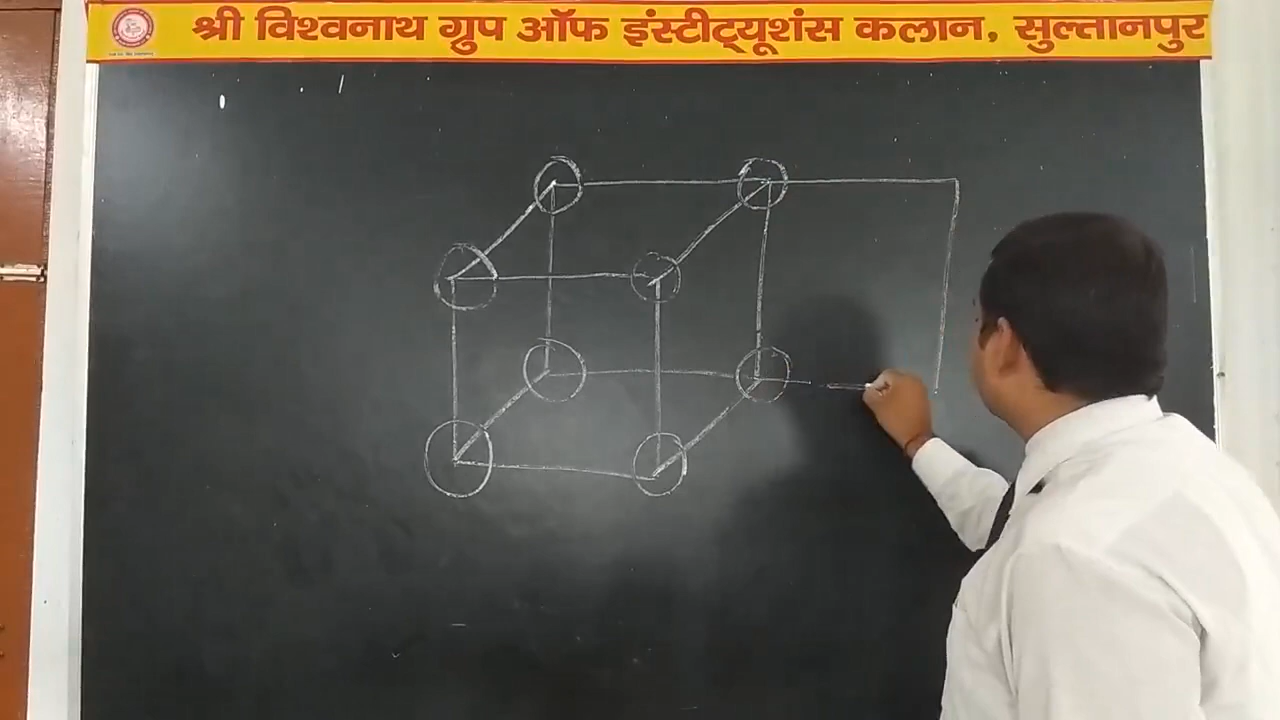 श्री विश्वनाथ ग्रुप ऑफ इंस्टीट्यूशंस कलान, सुल्तानपुर